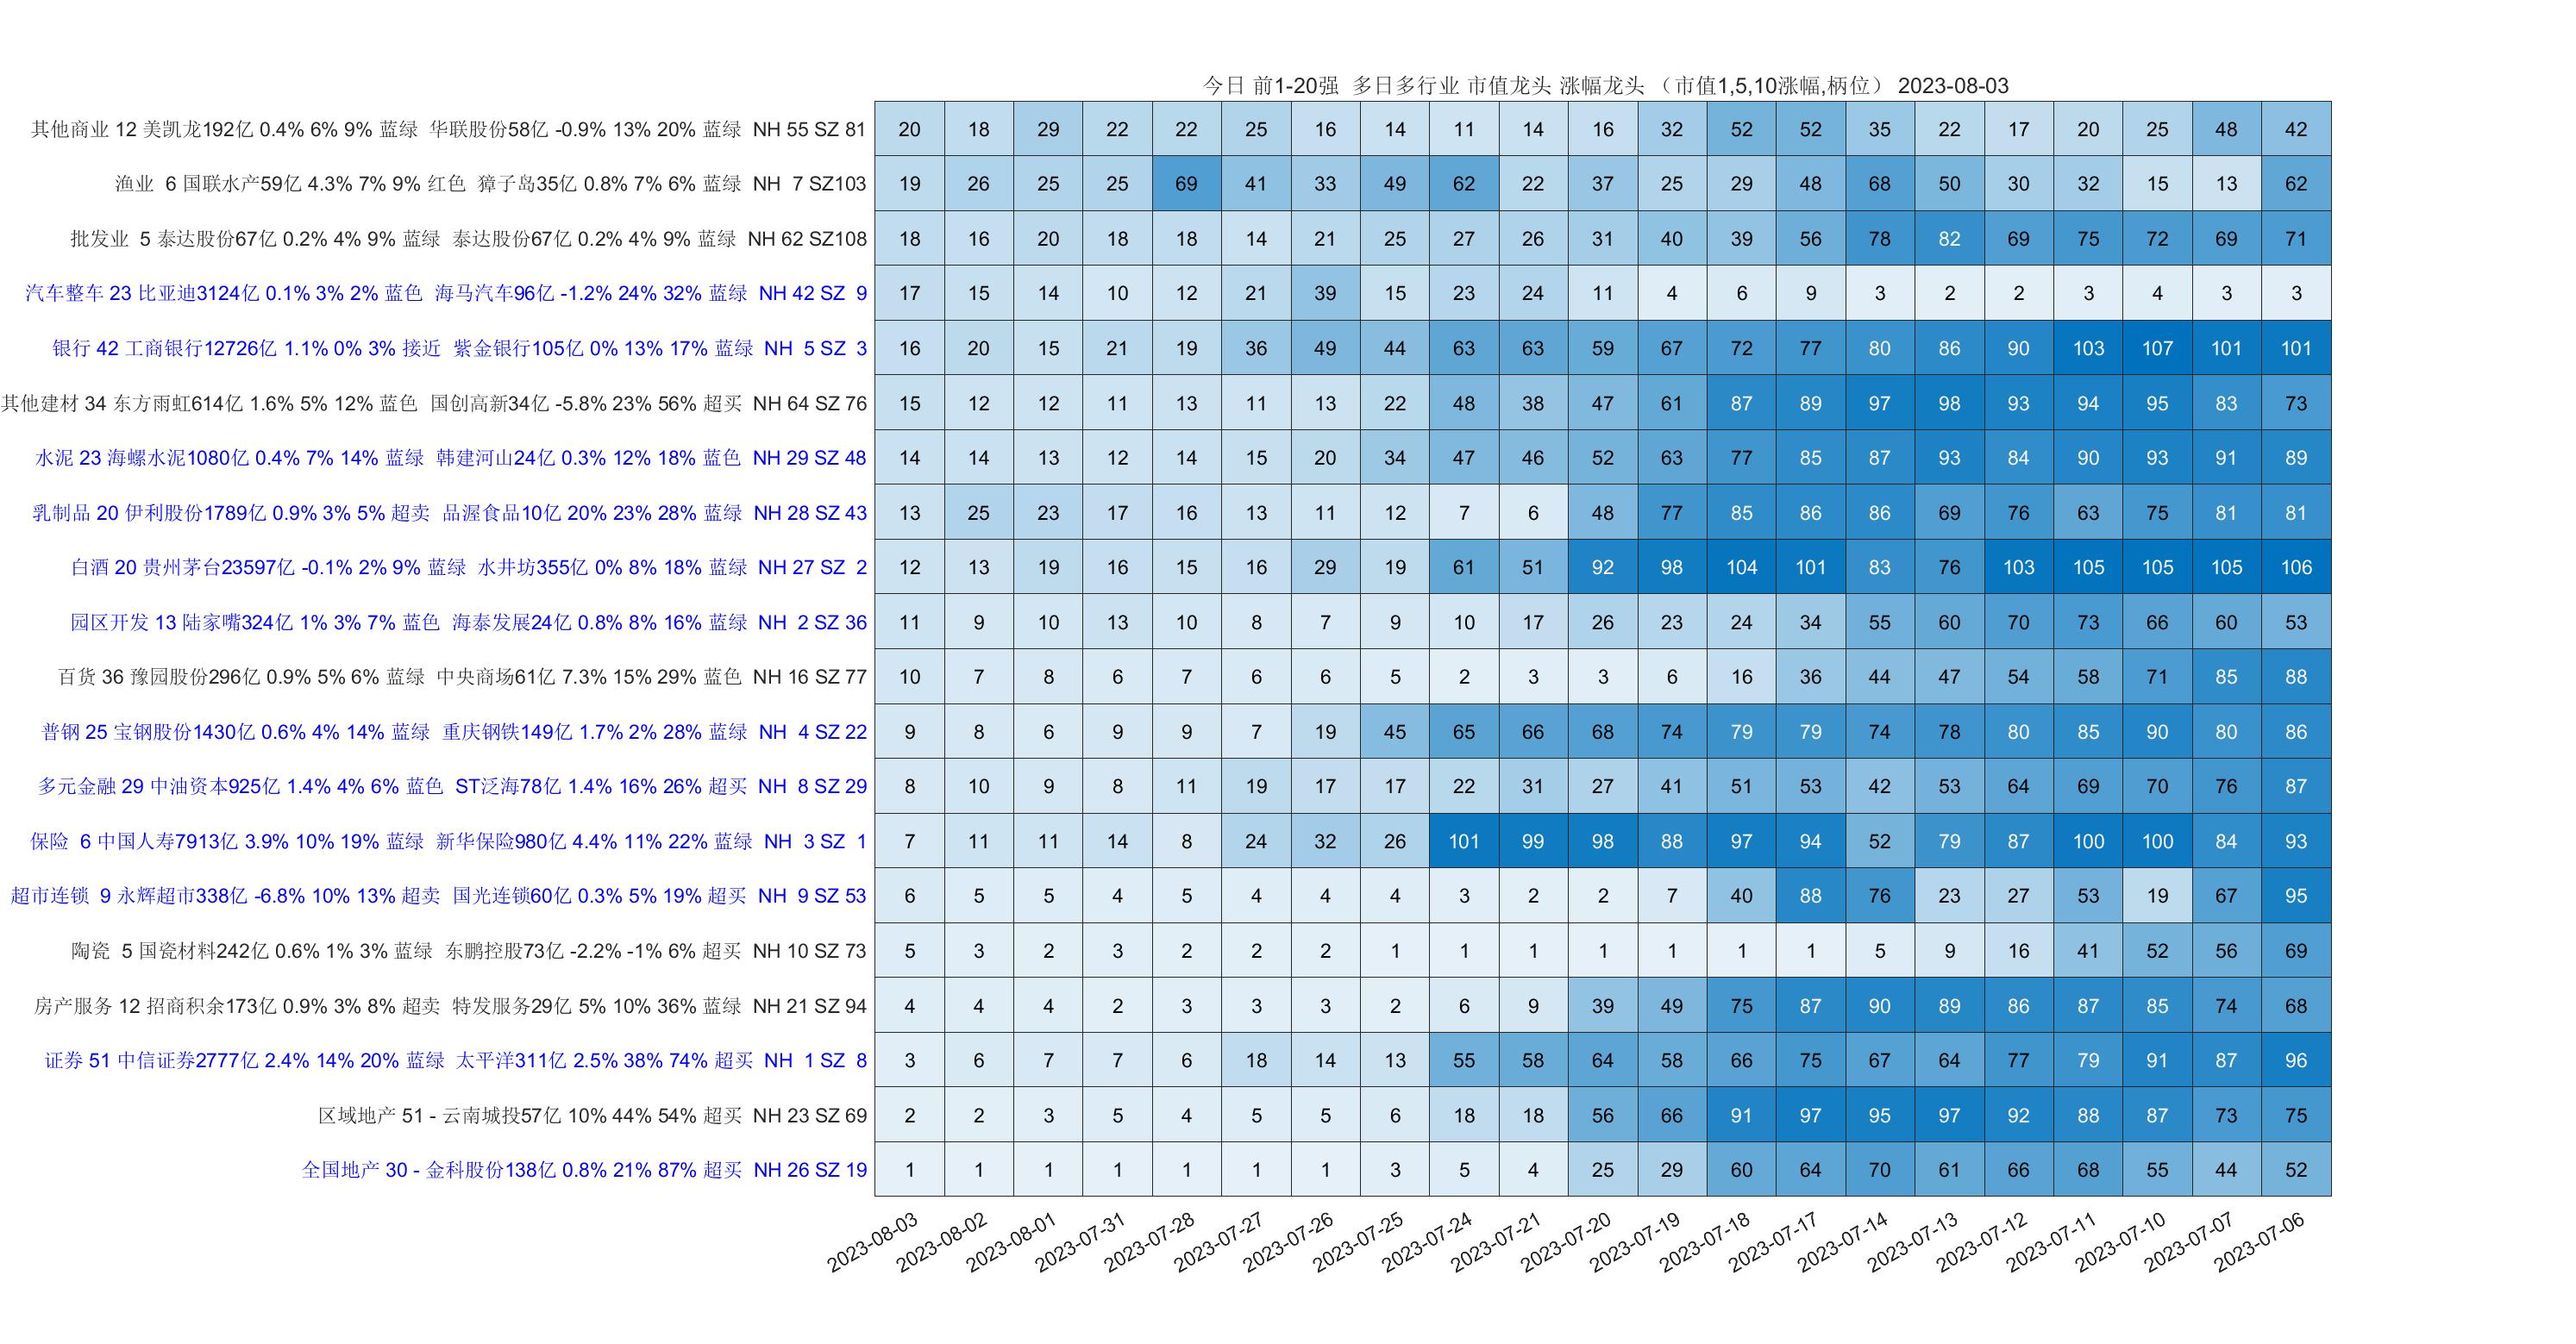 今日 前1-20强 多日多行业 市值龙头 涨幅龙头 （市值1,5,10涨幅,柄位） 2023-08-03
其他商业 12 美凯龙192亿 0.4% 6% 9% 蓝绿 华联股份58亿 -0.9% 13% 20% 蓝绿 NH 55 SZ 81 20 18 29 22 22 25 16 14 11 14 16 32 52 52 35 22 17 20 25 48 42
渔业 6 国联水产59亿 4.3% 7% 9% 红色 獐子岛35亿 0.8% 7% 6% 蓝绿 NH 7 SZ103 19 26 25 25 69 41 33 49 62 22 37 25 29 48 68 50 30 32 15 13 62
批发业 5 泰达股份67亿 0.2% 4% 9% 蓝绿 泰达股份67亿 0.2% 4% 9% 蓝绿 NH 62 SZ108 18 16 20 18 18 14 21 25 27 26 31 40 39 56 78 82 69 75 72 69 71
汽车整车 23 比亚迪3124亿 0.1% 3% 2% 蓝色 海马汽车96亿 -1.2% 24% 32% 蓝绿 NH 42 SZ 9 17 15 14 10 12 21 39 15 23 24 11 4 6 9 3 2 2 3 4 3 3
银行 42 工商银行12726亿 1.1% 0% 3% 接近 紫金银行105亿 0% 13% 17% 蓝绿 NH 5 SZ 3 16 20 15 21 19 36 49 44 63 63 59 67 72 77 80 86 90 103 107 101 101
其他建材 34 东方雨虹614亿 1.6% 5% 12% 蓝色 国创高新34亿 -5.8% 23% 56% 超买 NH 64 SZ 76 15 12 12 11 13 11 13 22 48 38 47 61 87 89 97 98 93 94 95 83 73
水泥 23 海螺水泥1080亿 0.4% 7% 14% 蓝绿 韩建河山24亿 0.3% 12% 18% 蓝色 NH 29 SZ 48 14 14 13 12 14 15 20 34 47 46 52 63 77 85 87 93 84 90 93 91 89
乳制品 20 伊利股份1789亿 0.9% 3% 5% 超卖 品渥食品10亿 20% 23% 28% 蓝绿 NH 28 SZ 43 13 25 23 17 16 13 11 12 7 6 48 77 85 86 86 69 76 63 75 81 81
白酒 20 贵州茅台23597亿 -0.1% 2% 9% 蓝绿 水井坊355亿 0% 8% 18% 蓝绿 NH 27 SZ 2 12 13 19 16 15 16 29 19 61 51 92 98 104 101 83 76 103 105 105 105 106
园区开发 13 陆家嘴324亿 1% 3% 7% 蓝色 海泰发展24亿 0.8% 8% 16% 蓝绿 NH 2 SZ 36 11 9 10 13 10 8 7 9 10 17 26 23 24 34 55 60 70 73 66 60 53
百货 36 豫园股份296亿 0.9% 5% 6% 蓝绿 中央商场61亿 7.3% 15% 29% 蓝色 NH 16 SZ 77 10 7 8 6 7 6 6 5 2 3 3 6 16 36 44 47 54 58 71 85 88
普钢 25 宝钢股份1430亿 0.6% 4% 14% 蓝绿 重庆钢铁149亿 1.7% 2% 28% 蓝绿 NH 4 SZ 22 9 8 6 9 9 7 19 45 65 66 68 74 79 79 74 78 80 85 90 80 86
多元金融 29 中油资本925亿 1.4% 4% 6% 蓝色 ST泛海78亿 1.4% 16% 26% 超买 NH 8 SZ 29 8 10 9 8 11 19 17 17 22 31 27 41 51 53 42 53 64 69 70 76 87
保险 6 中国人寿7913亿 3.9% 10% 19% 蓝绿 新华保险980亿 4.4% 11% 22% 蓝绿 NH 3 SZ 1 7 11 11 14 8 24 32 26 101 99 98 88 97 94 52 79 87 100 100 84 93
超市连锁 9 永辉超市338亿 -6.8% 10% 13% 超卖 国光连锁60亿 0.3% 5% 19% 超买 NH 9 SZ 53 6 5 5 4 5 4 4 4 3 2 2 7 40 88 76 23 27 53 19 67 95
陶瓷 5 国瓷材料242亿 0.6% 1% 3% 蓝绿 东鹏控股73亿 -2.2% -1% 6% 超买 NH 10 SZ 73 5 3 2 3 2 2 2 1 1 1 1 1 1 1 5 9 16 41 52 56 69
房产服务 12 招商积余173亿 0.9% 3% 8% 超卖 特发服务29亿 5% 10% 36% 蓝绿 NH 21 SZ 94 4 4 4 2 3 3 3 2 6 9 39 49 75 87 90 89 86 87 85 74 68
证券 51 中信证券2777亿 2.4% 14% 20% 蓝绿 太平洋311亿 2.5% 38% 74% 超买 NH 1 SZ 8 3 6 7 7 6 18 14 13 55 58 64 58 66 75 67 64 77 79 91 87 96
区域地产 51 - 云南城投57亿 10% 44% 54% 超买 NH 23 SZ 69 2 2 3 5 4 5 5 6 18 18 56 66 91 97 95 97 92 88 87 73 75
全国地产 30 - 金科股份138亿 0.8% 21% 87% 超买 NH 26 SZ 19 1 1 1 1 1 1 1 3 5 4 25 29 60 64 70 61 66 68 55 44 52
2023-08-03 2023-08-02 2023-08-01 2023-07-31 2023-07-28 2023-07-27 2023-07-26 2023-07-25 2023-07-24 2023-07-21 2023-07-20 2023-07-19 2023-07-18 2023-07-17 2023-07-14 2023-07-13 2023-07-12 2023-07-11 2023-07-10 2023-07-07 2023-07-06